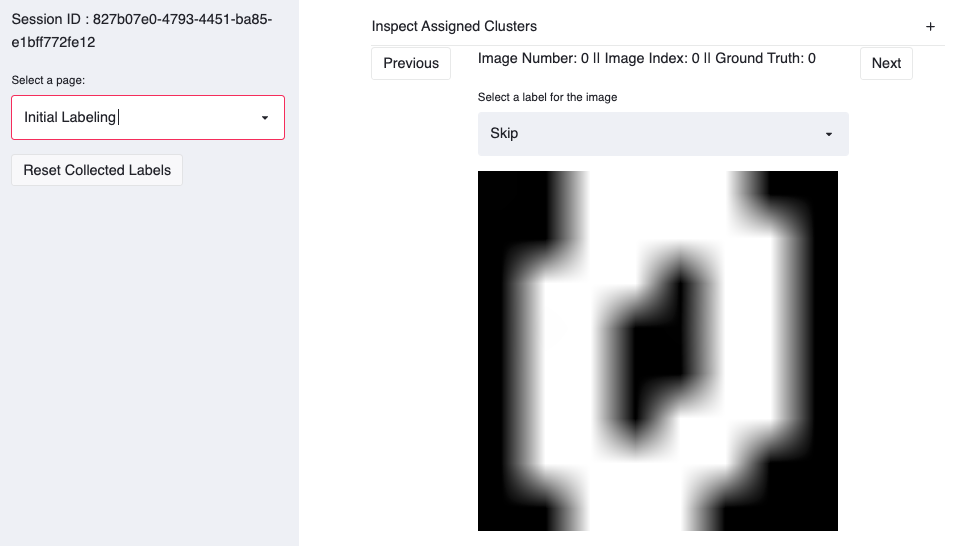 Session ID : 827b07e0-4793-4451-ba85-
e1bff772fe12
Select a page:
Initial Labeling
Reset Collected Labels
Inspect Assigned Clusters +
Previous
Image Number: 0 || Image Index: 0 || Ground Truth: 0
Next
Select a label for the image
Skip
0